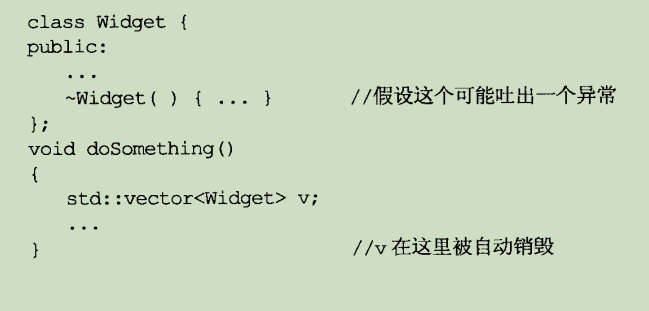 class Widget {
public:
...
~Widget( ) { ... } //假设这个可能吐出一个异常
};
void doSomething()
{
std::vector<Widget> v;
...
} //v 在这里被自动销毁